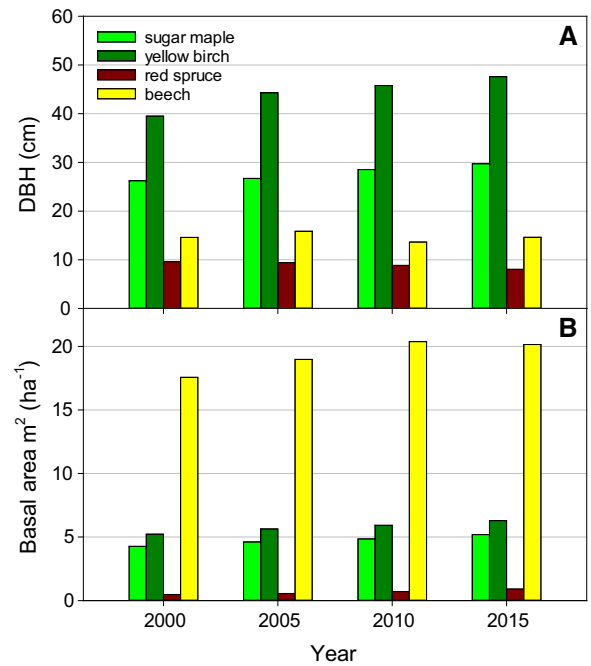 60
50
40
30
20
10
0
DBH (cm)
sugar maple
yellow birch
red spruce
beech
A
20
15
10
5
0
Basal area m² (ha⁻¹)
B
2000 2005 2010 2015
Year